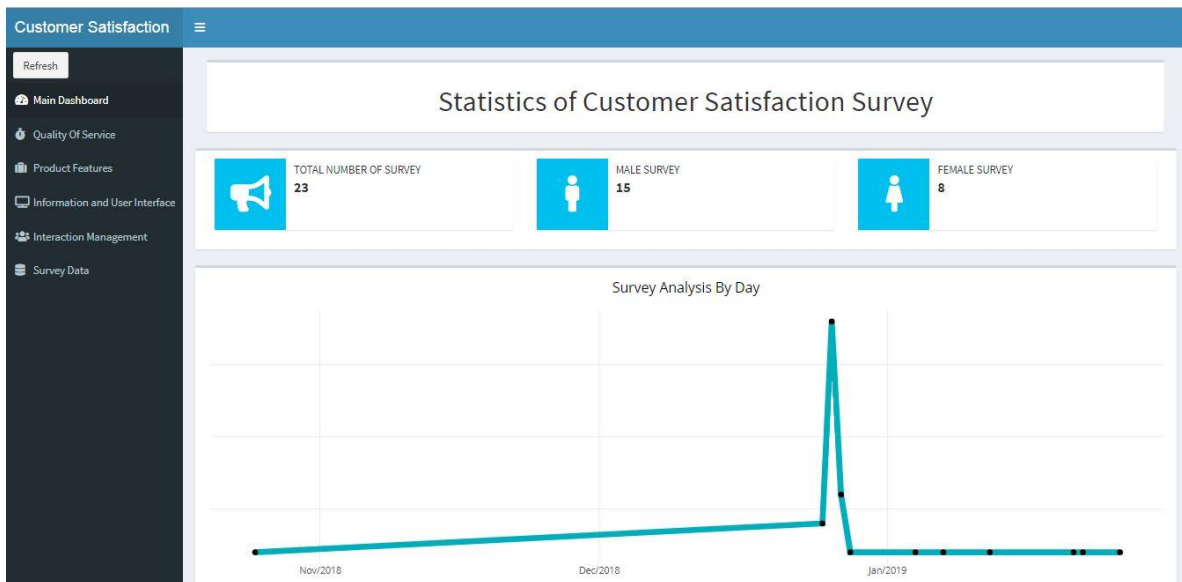 Customer Satisfaction
Refresh
Main Dashboard
Quality Of Service
Product Features
Information and User Interface
Interaction Management
Survey Data
Statistics of Customer Satisfaction Survey
TOTAL NUMBER OF SURVEY
23
MALE SURVEY
15
FEMALE SURVEY
8
Survey Analysis By Day
Nov/2018
Dec/2018
Jan/2019